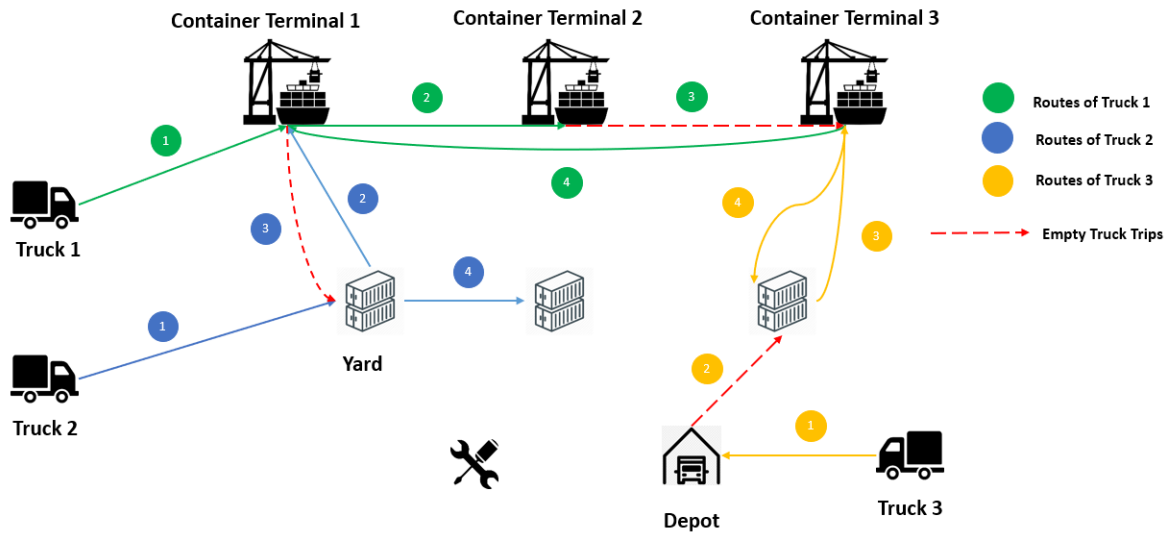 Container Terminal 1
Container Terminal 2
Container Terminal 3
2
3
Routes of Truck 1
1
Routes of Truck 2
4
Routes of Truck 3
2
4
3
3
Empty Truck Trips
Truck 1
4
1
Yard
2
Truck 2
1
Truck 3
Depot